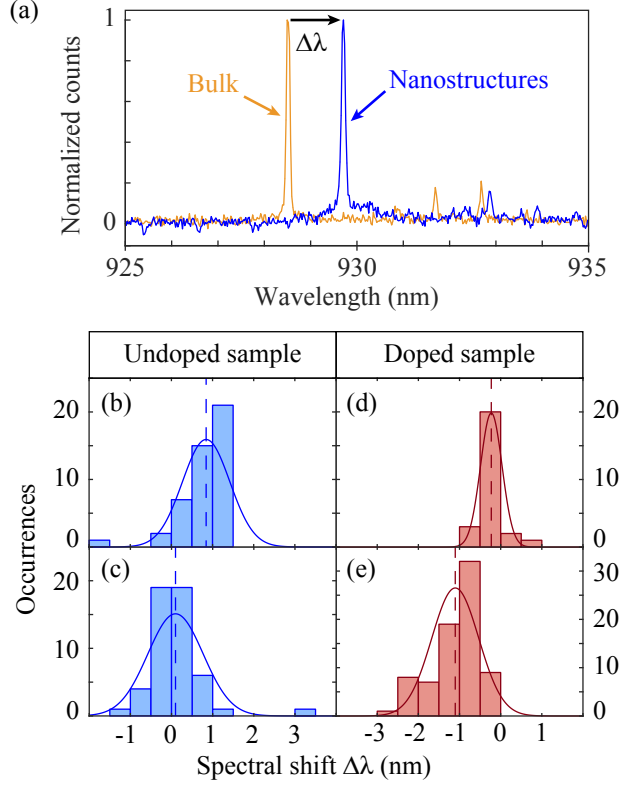 (a)
1
Δλ
Bulk
Nanostructures
Normalized counts
0
925
930
935
Wavelength (nm)
Undoped sample
Doped sample
(b)
(d)
20
10
0
20
10
0
(c)
(e)
20
10
0
30
20
10
0
Occurrences
-1
0
1
2
3
-3
-2
-1
0
1
Spectral shift Δλ (nm)